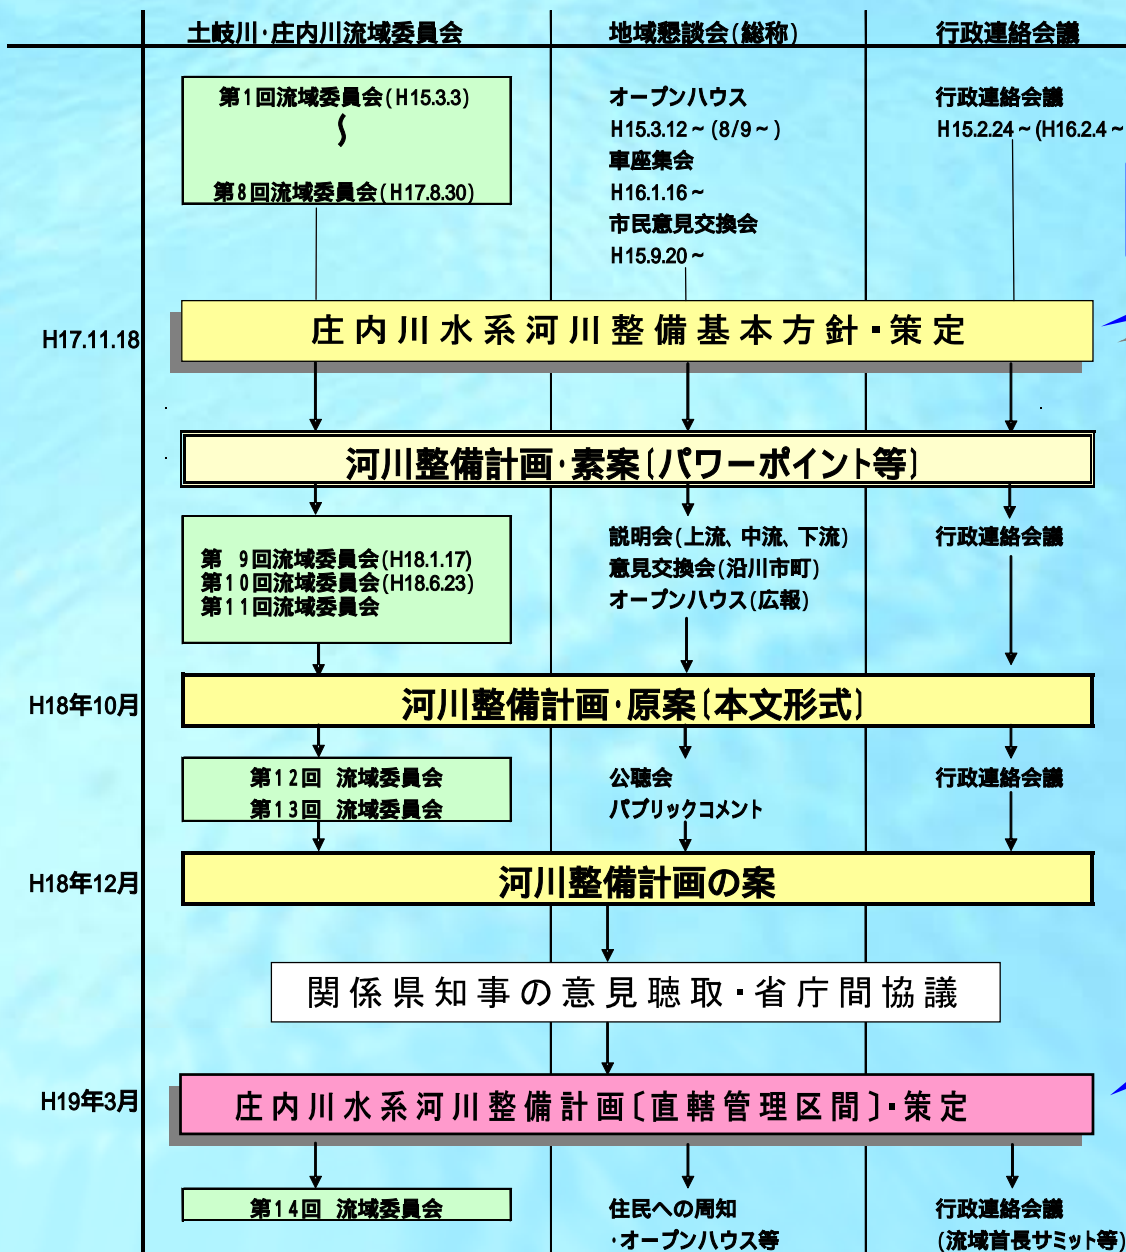 土岐川・庄内川流域委員会
地域懇談会(総称)
行政連絡会議
第1回流域委員会(H15.3.3)
〜
第8回流域委員会(H17.8.30)
オープンハウス
H15.3.12～(8/9～)
車座集会
H16.1.16～
市民意見交換会
H15.9.20～
行政連絡会議
H15.2.24～(H16.2.4～
H17.11.18
庄内川水系河川整備基本方針・策定
河川整備計画・素案〔パワーポイント等〕
第 9回流域委員会(H18.1.17)
第10回流域委員会(H18.6.23)
第11回流域委員会
説明会(上流、中流、下流)
意見交換会(沿川市町)
オープンハウス(広報)
行政連絡会議
H18年10月
河川整備計画・原案〔本文形式〕
第12回 流域委員会
第13回 流域委員会
公聴会
パブリックコメント
行政連絡会議
H18年12月
河川整備計画の案
関係県知事の意見聴取・省庁間協議
H19年3月
庄内川水系河川整備計画〔直轄管理区間〕・策定
第14回 流域委員会
住民への周知
・オープンハウス等
行政連絡会議
(流域首長サミット等)